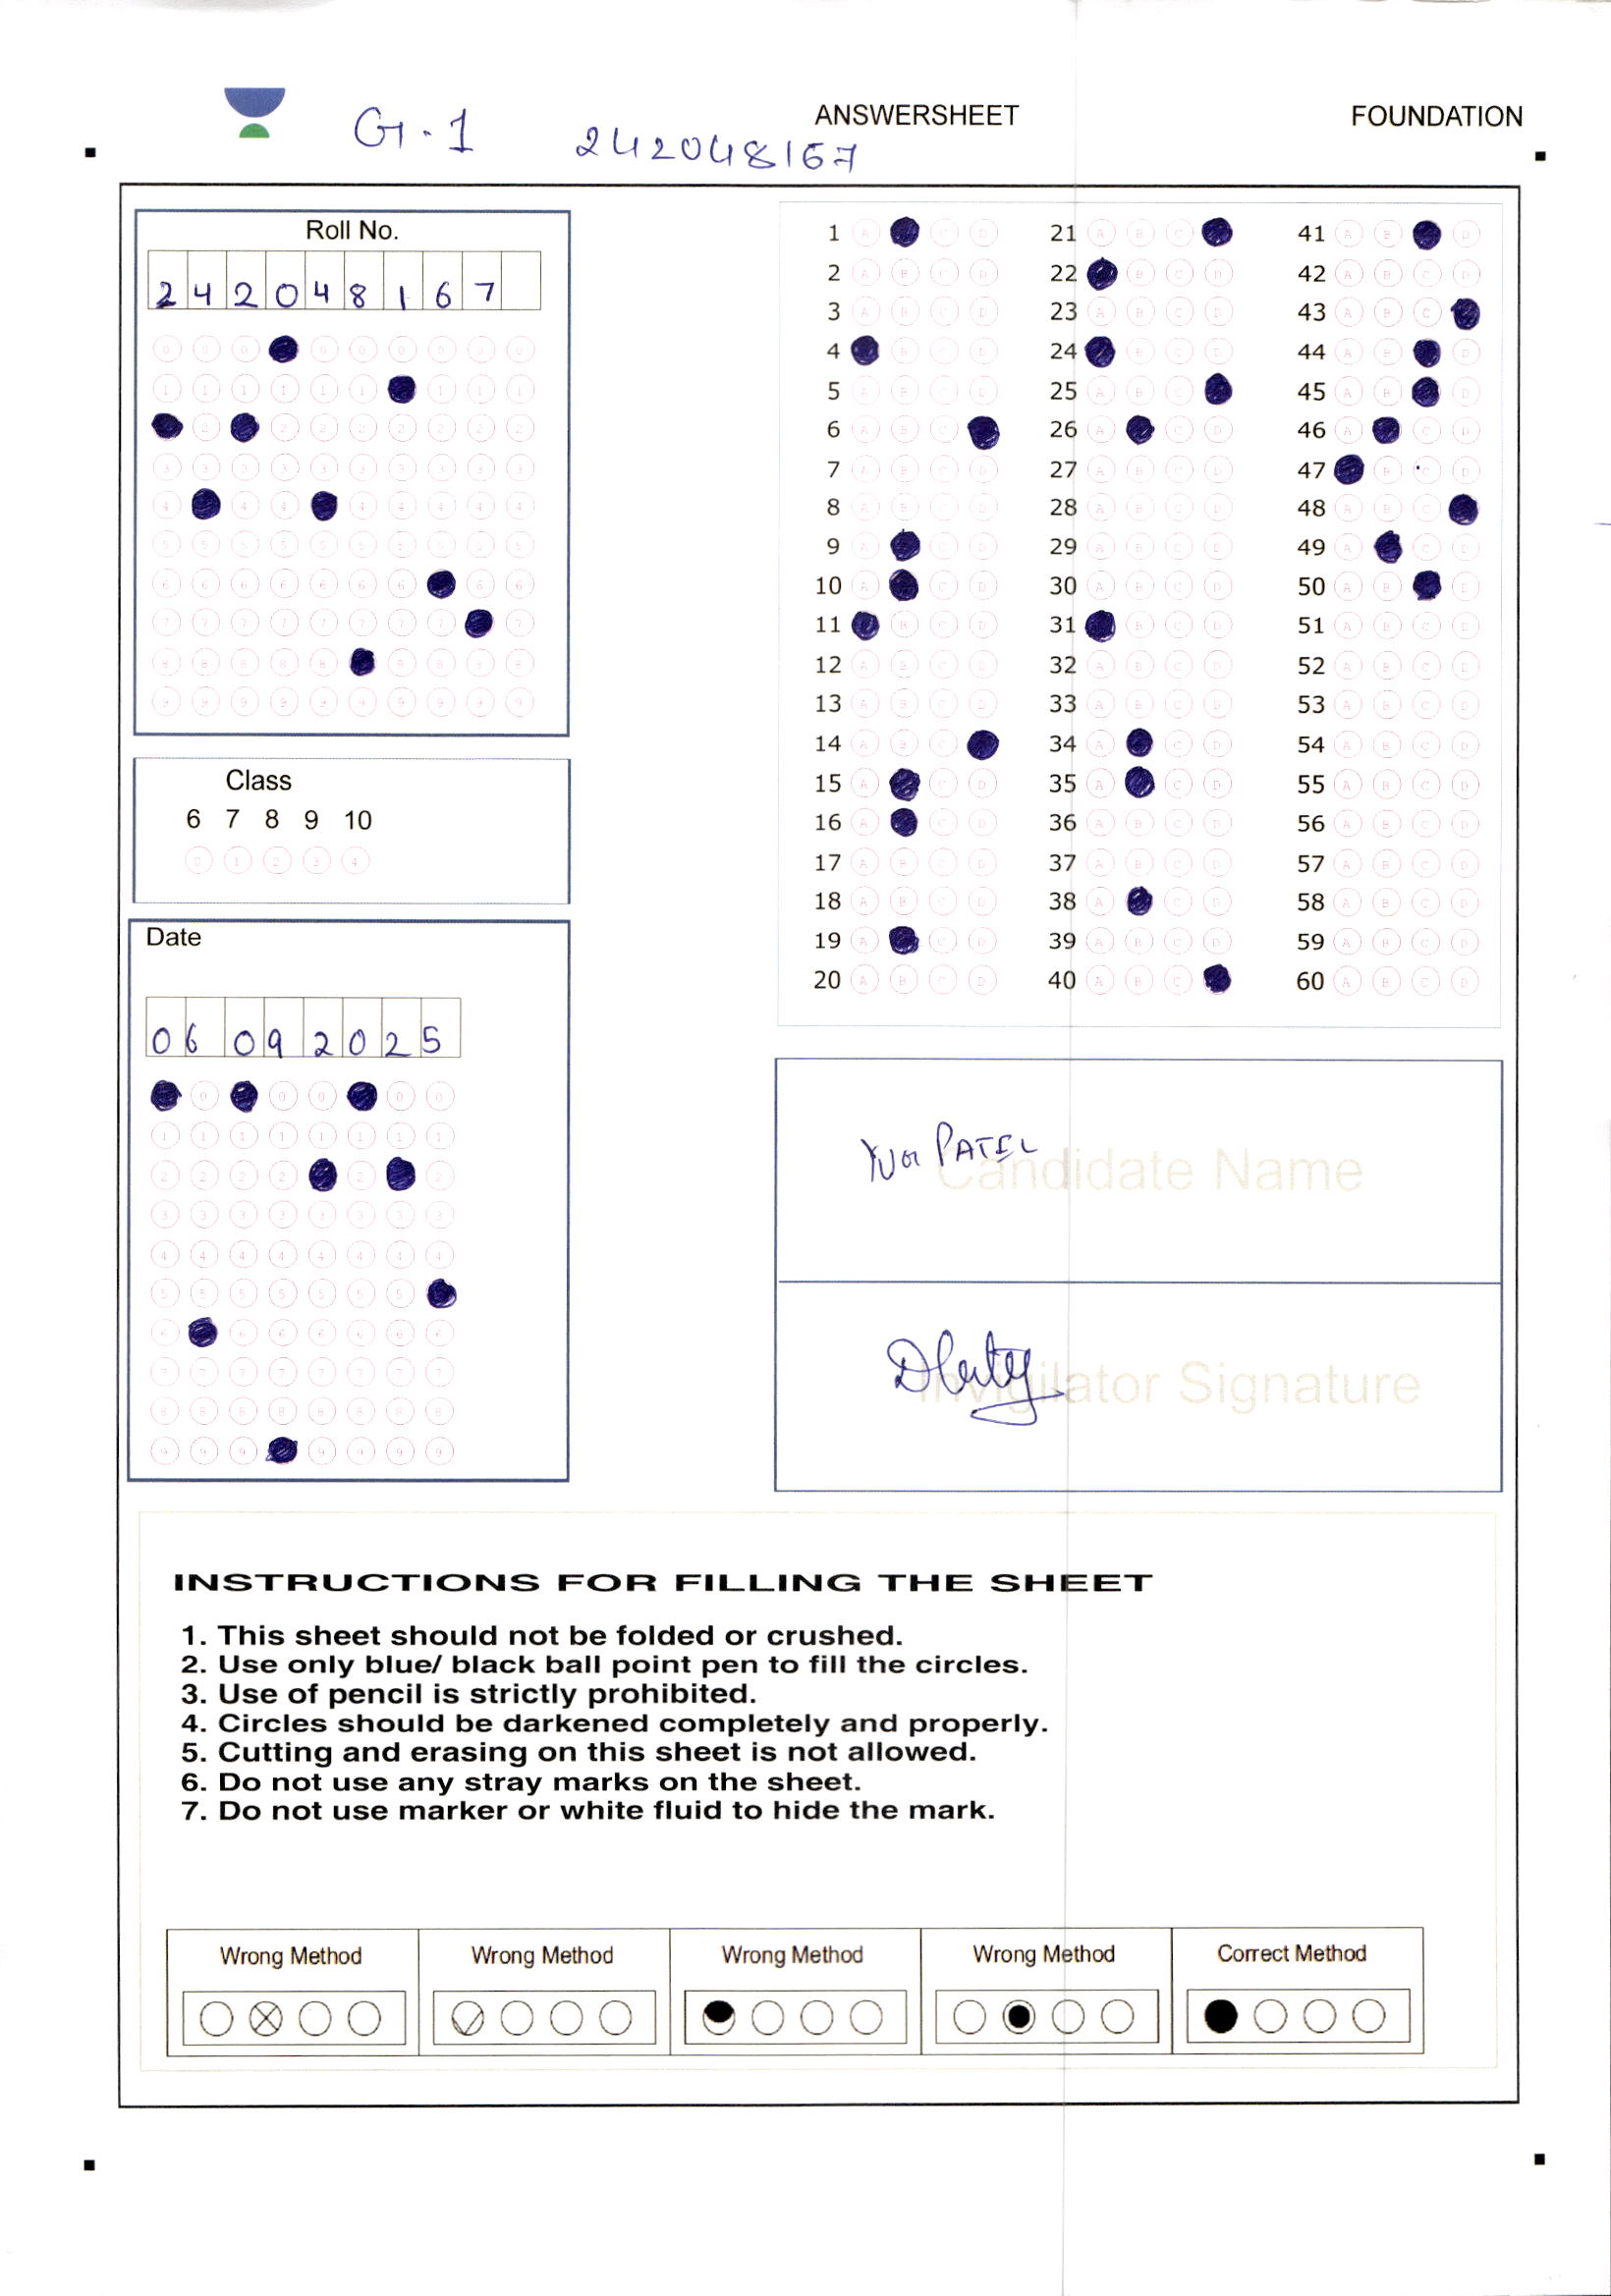 G-1 242048167 ANSWERSHEET FOUNDATION
Roll No.
2 4 2 0 4 8 1 6 7
Class
6 7 8 9 10
Date
0 6 0 9 2 0 2 5
1 A C D
2 A B C D
3 A B C D
4 B C D
5 A B C D
6 A B C
7 A B C D
8 A B C D
9 A C D
10 A C D
11 B C D
12 A B C D
13 A B C D
14 A B C
15 A C D
16 A C D
17 A B C D
18 A B C D
19 A C D
20 A B C D
21 A B C
22 B C D
23 A B C D
24 B C D
25 A B C
26 A C D
27 A B C D
28 A B C D
29 A B C D
30 A B C D
31 B C D
32 A B C D
33 A B C D
34 A C D
35 A C D
36 A B C D
37 A B C D
38 A C D
39 A B C D
40 A B C
41 A B D
42 A B C D
43 A B C
44 A B D
45 A B D
46 A C D
47 B C D
48 A B C
49 A C D
50 A B D
51 A B C D
52 A B C D
53 A B C D
54 A B C D
55 A B C D
56 A B C D
57 A B C D
58 A B C D
59 A B C D
60 A B C D
PATEL
Candidate Name
Invigilator Signature
INSTRUCTIONS FOR FILLING THE SHEET
1. This sheet should not be folded or crushed.
2. Use only blue/ black ball point pen to fill the circles.
3. Use of pencil is strictly prohibited.
4. Circles should be darkened completely and properly.
5. Cutting and erasing on this sheet is not allowed.
6. Do not use any stray marks on the sheet.
7. Do not use marker or white fluid to hide the mark.
Wrong Method Wrong Method Wrong Method Wrong Method Correct Method